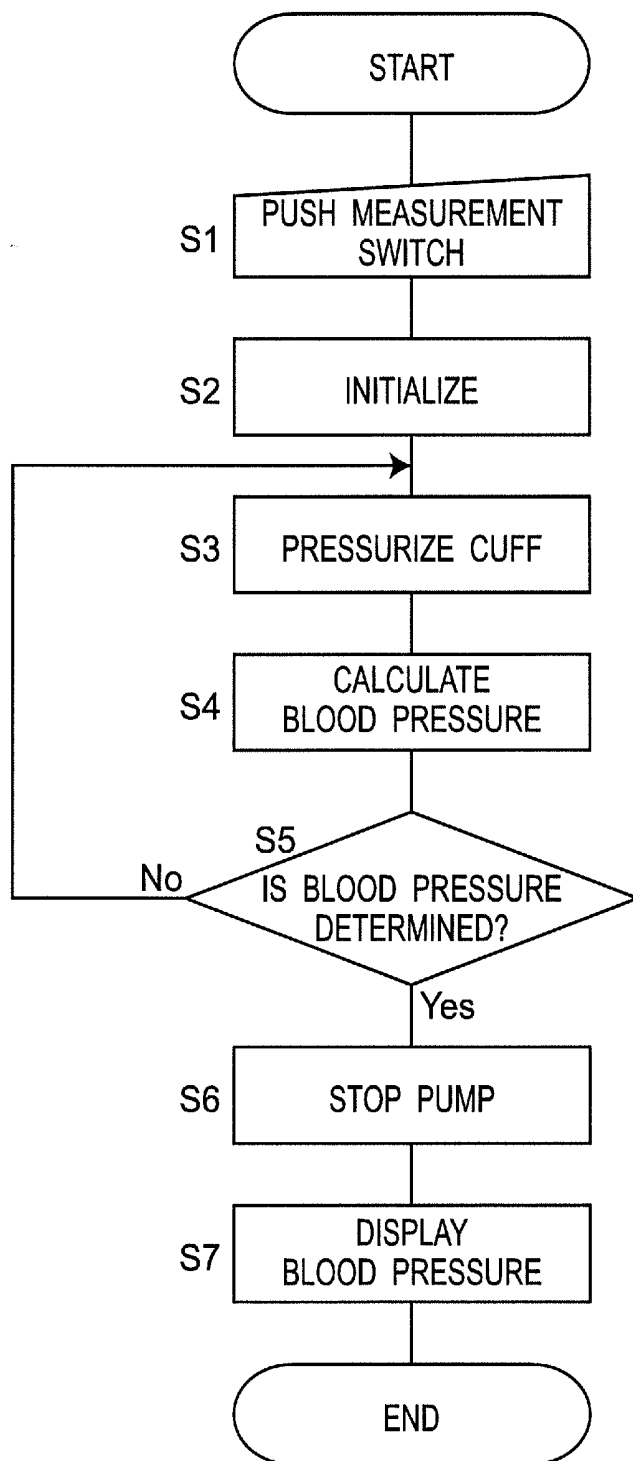 START
S1
PUSH MEASUREMENT
SWITCH
S2
INITIALIZE
S3
PRESSURIZE CUFF
S4
CALCULATE
BLOOD PRESSURE
S5
No
IS BLOOD PRESSURE
DETERMINED?
Yes
S6
STOP PUMP
S7
DISPLAY
BLOOD PRESSURE
END